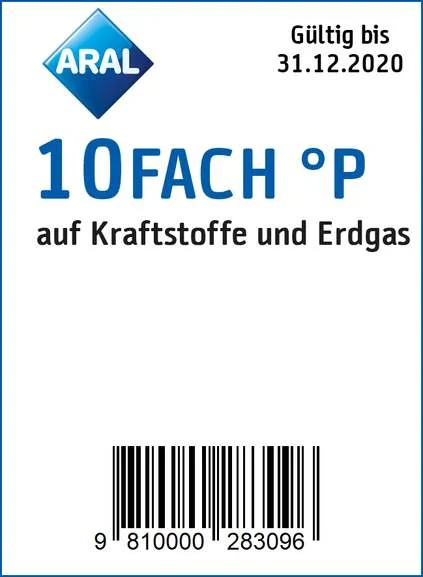 ARAL
Gültig bis
31.12.2020
10FACH °P
auf Kraftstoffe und Erdgas
9 810000 283096